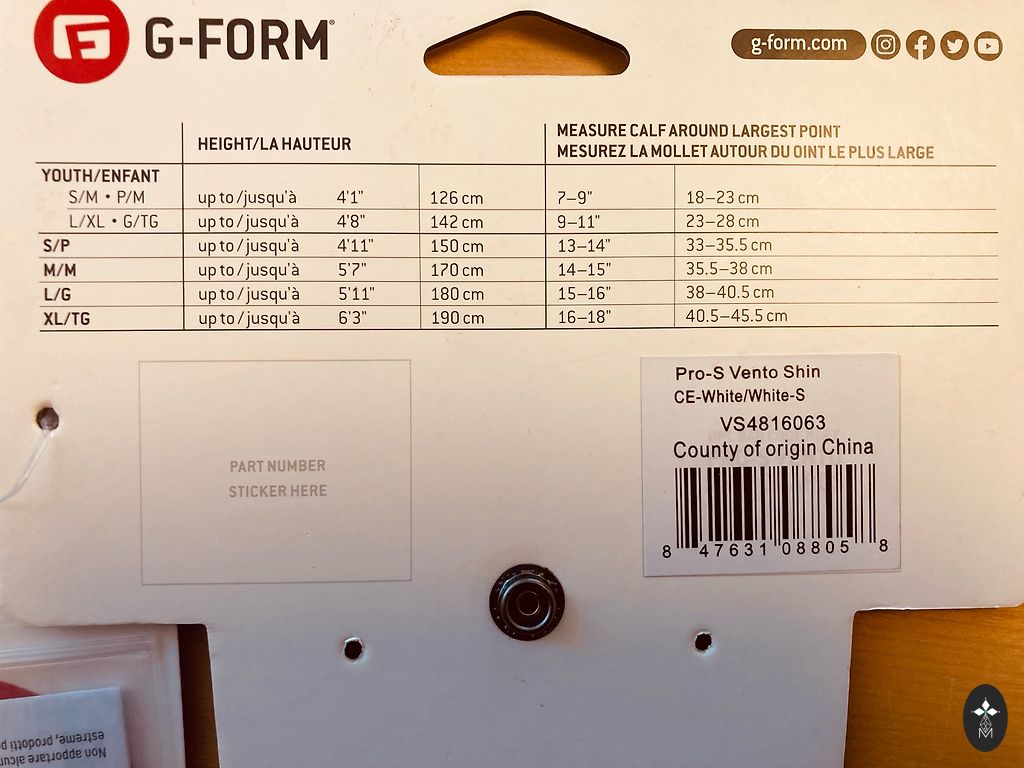 G-FORM®
g-form.com
HEIGHT/LA HAUTEUR
MEASURE CALF AROUND LARGEST POINT
MESUREZ LA MOLLET AUTOUR DU OINT LE PLUS LARGE
YOUTH/ENFANT
S/M • P/M up to/jusqu'à 4'1" 126 cm 7–9" 18–23 cm
L/XL • G/TG up to/jusqu'à 4'8" 142 cm 9–11" 23–28 cm
S/P up to/jusqu'à 4'11" 150 cm 13–14" 33–35.5 cm
M/M up to/jusqu'à 5'7" 170 cm 14–15" 35.5–38 cm
L/G up to/jusqu'à 5'11" 180 cm 15–16" 38–40.5 cm
XL/TG up to/jusqu'à 6'3" 190 cm 16–18" 40.5–45.5 cm
PART NUMBER
STICKER HERE
Pro-S Vento Shin
CE-White/White-S
VS4816063
County of origin China
8 47631 08805 8
Non apportare alcun
estreme, prodotti
M